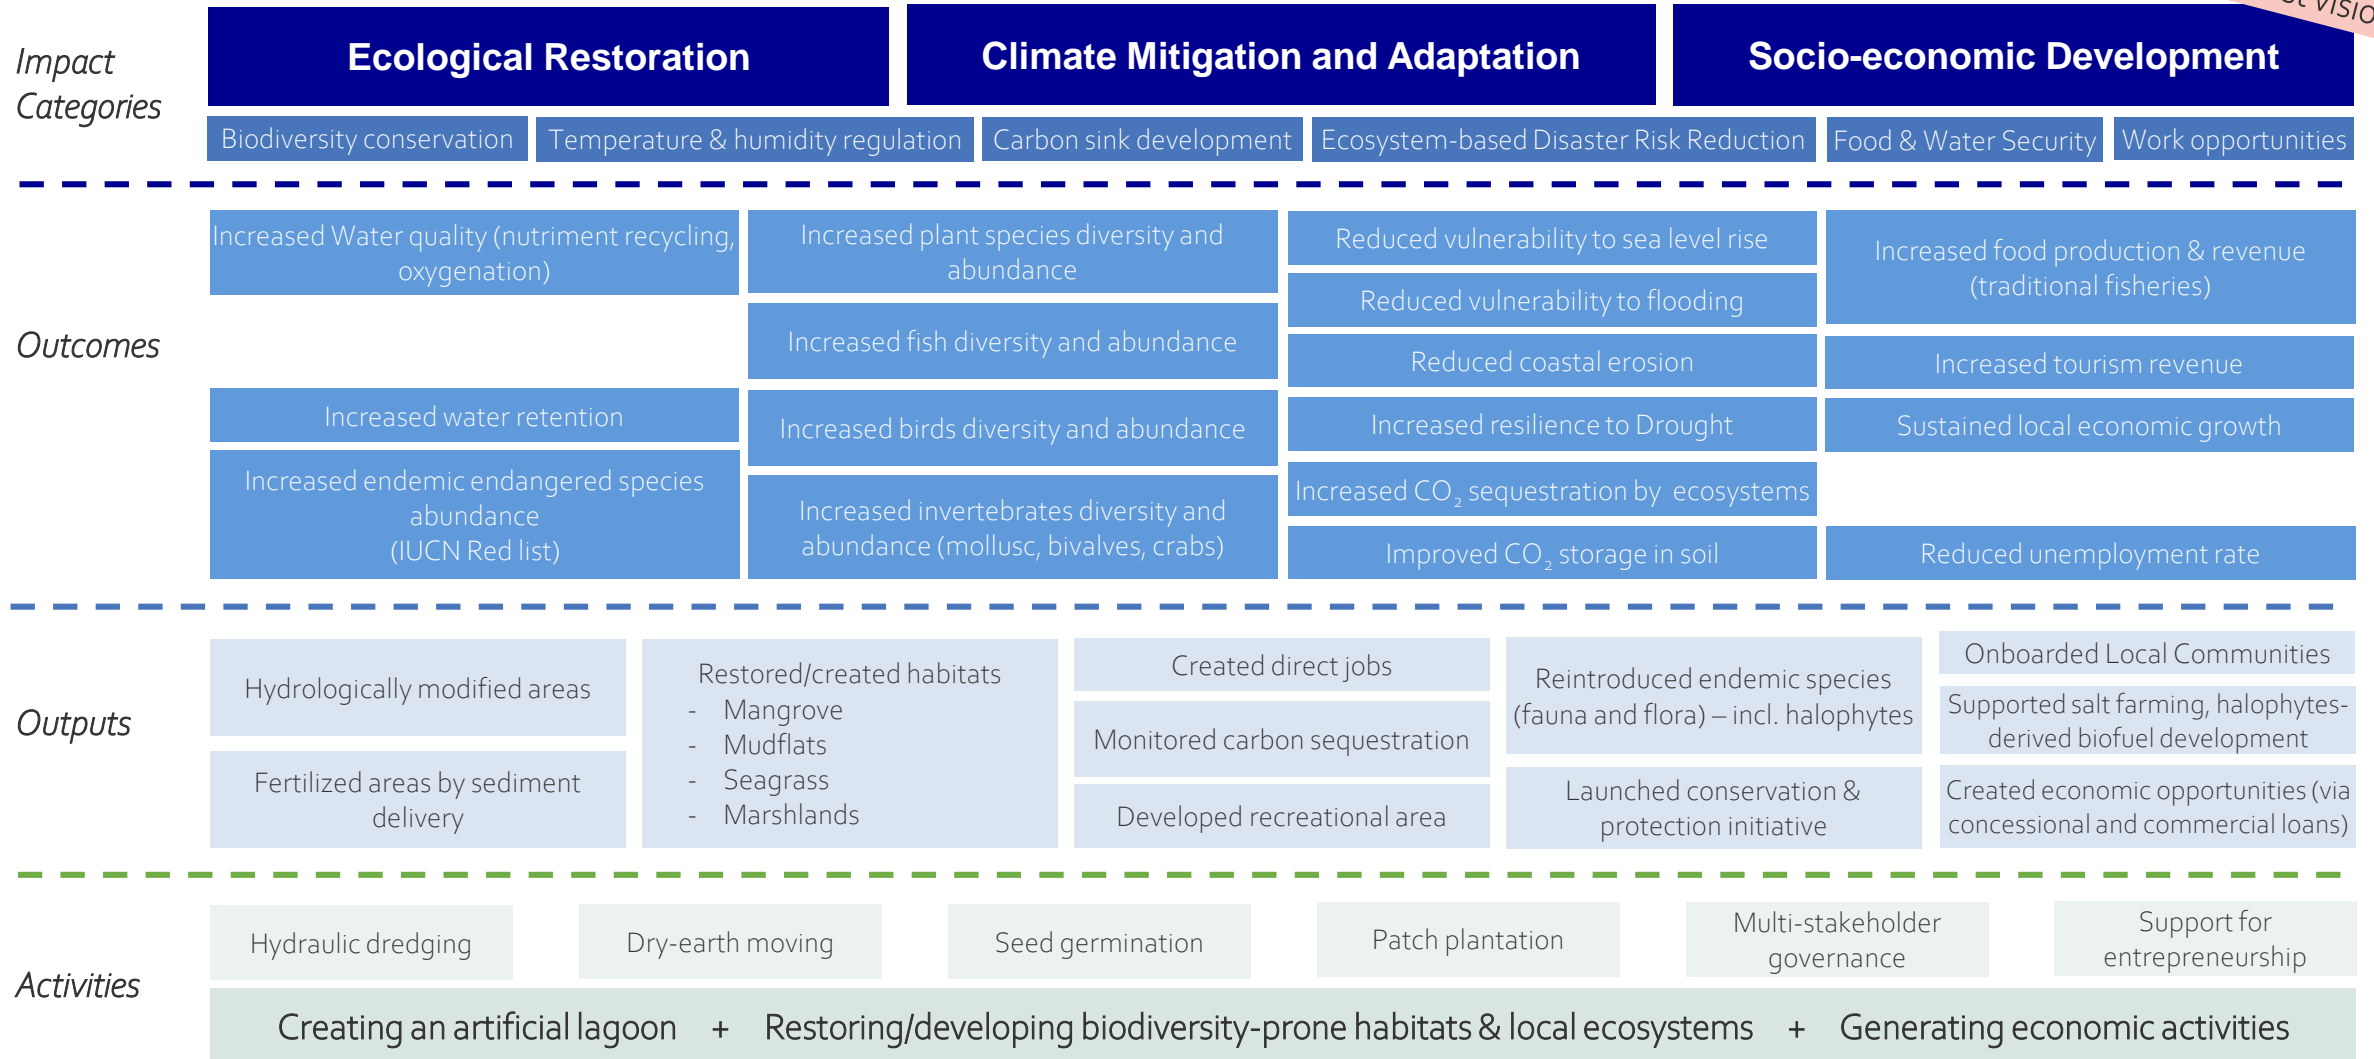 Impact
Categories
Ecological Restoration
Climate Mitigation and Adaptation
Socio-economic Development
Biodiversity conservation
Temperature & humidity regulation
Carbon sink development
Ecosystem-based Disaster Risk Reduction
Food & Water Security
Work opportunities
Outcomes
Increased Water quality (nutriment recycling,
oxygenation)
Increased water retention
Increased endemic endangered species
abundance
(IUCN Red list)
Increased plant species diversity and
abundance
Increased fish diversity and abundance
Increased birds diversity and abundance
Increased invertebrates diversity and
abundance (mollusc, bivalves, crabs)
Reduced vulnerability to sea level rise
Reduced vulnerability to flooding
Reduced coastal erosion
Increased resilience to Drought
Increased CO₂ sequestration by ecosystems
Improved CO₂ storage in soil
Increased food production & revenue
(traditional fisheries)
Increased tourism revenue
Sustained local economic growth
Reduced unemployment rate
Outputs
Hydrologically modified areas
Fertilized areas by sediment
delivery
Restored/created habitats
- Mangrove
- Mudflats
- Seagrass
- Marshlands
Created direct jobs
Monitored carbon sequestration
Developed recreational area
Reintroduced endemic species
(fauna and flora) – incl. halophytes
Launched conservation &
protection initiative
Onboarded Local Communities
Supported salt farming, halophytes-
derived biofuel development
Created economic opportunities (via
concessional and commercial loans)
Activities
Hydraulic dredging
Dry-earth moving
Seed germination
Patch plantation
Multi-stakeholder
governance
Support for
entrepreneurship
Creating an artificial lagoon + Restoring/developing biodiversity-prone habitats & local ecosystems + Generating economic activities